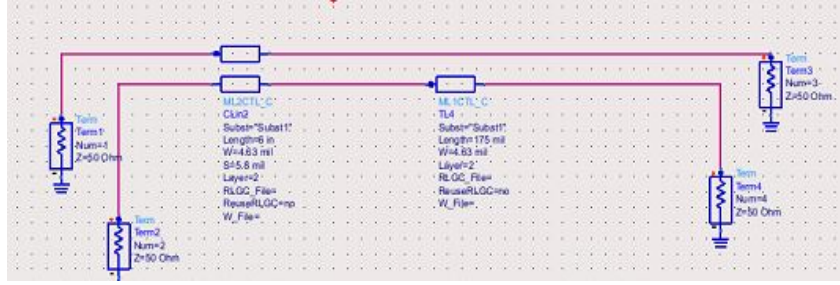 Term
Term3
Num=3
Z=50 Ohm
ML2CTL_C
CLin2
Subst="Subst1"
Length=6 in
W=4.63 mil
S=5.6 mil
Layer=2
RLGC_File=
ReuseRLGC=no
W_File=
ML1CTL_C
TL4
Subst="Subst1"
Length=175 mil
W=4.63 mil
Layer=2
RLGC_File=
ReuseRLGC=no
W_File=
Term
Term1
Num=1
Z=50 Ohm
Term
Term4
Num=4
Z=50 Ohm
Term
Term2
Num=2
Z=50 Ohm